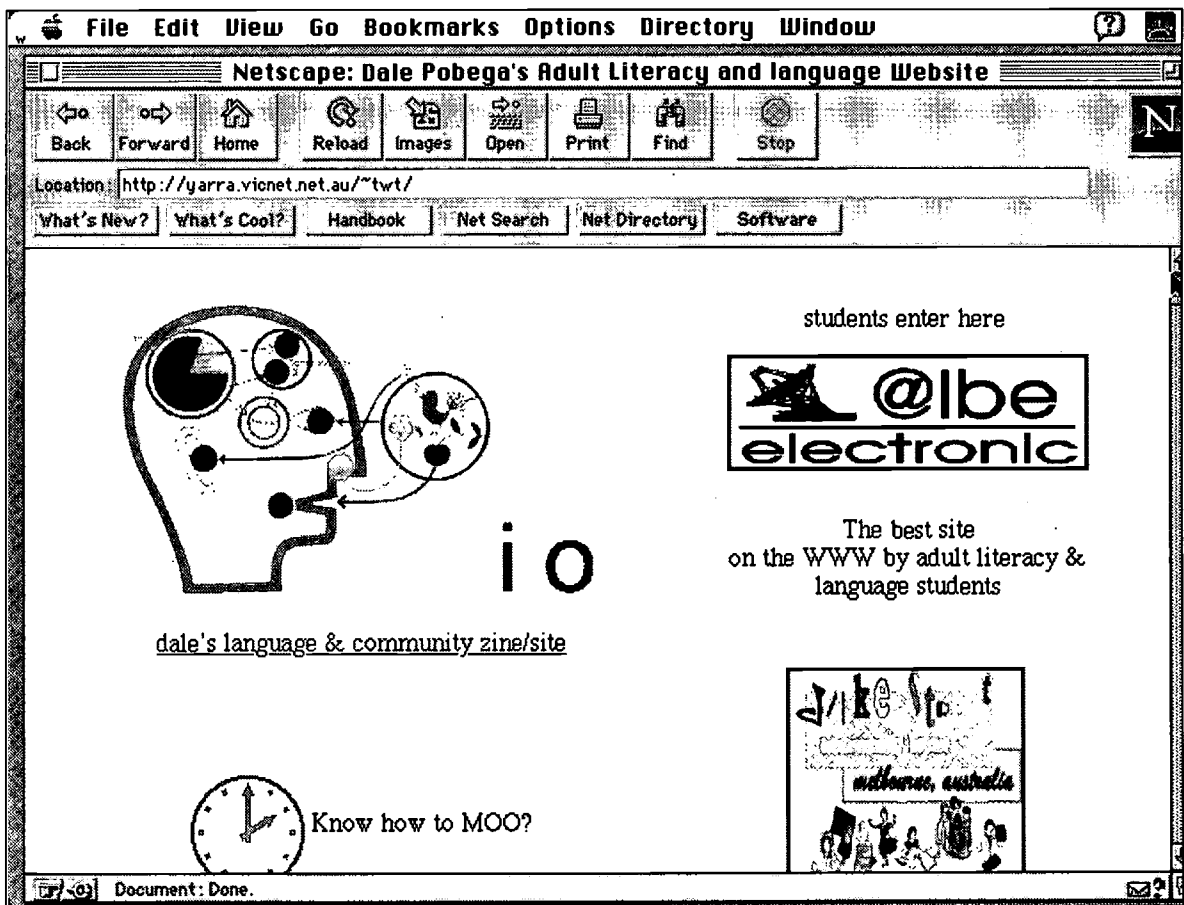 File Edit View Go Bookmarks Options Directory Window
Netscape: Dale Pobega's Adult Literacy and language Website
Back Forward Home Reload Images Open Print Find Stop
N
Location: http://yarra.vicnet.net.au/~twt/
What's New? What's Cool? Handbook Net Search Net Directory Software
students enter here
@lbe
electronic
The best site
on the WWW by adult literacy &
language students
i o
dale's language & community zine/site
melbourne, australia
Know how to MOO?
Document: Done.